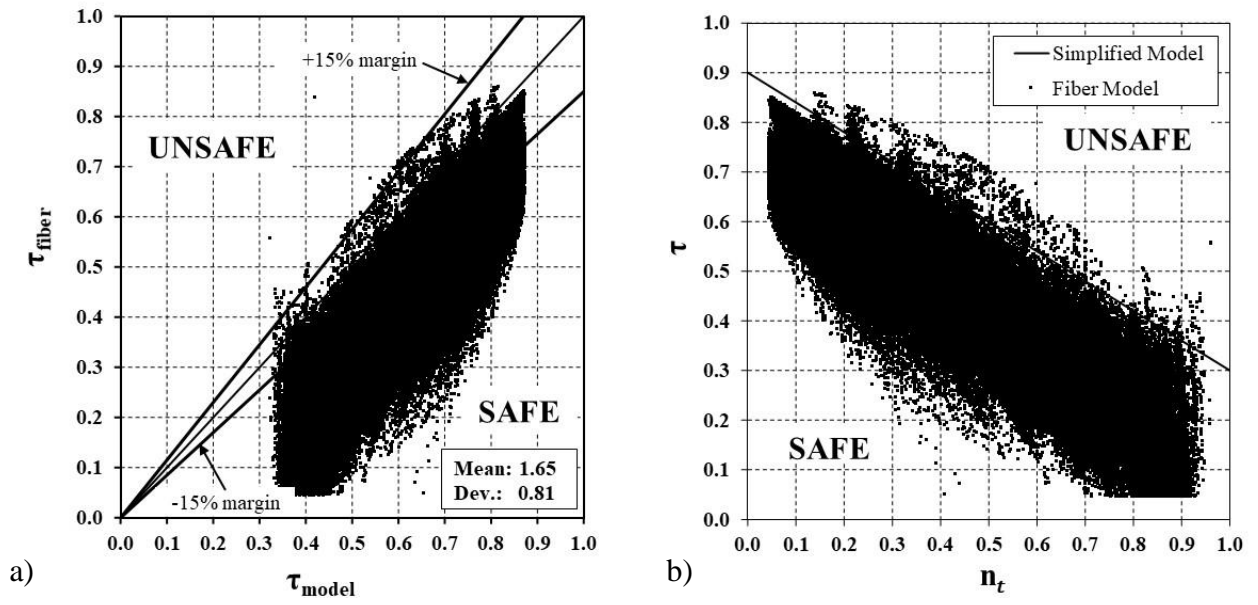 1.0
0.9
0.8
0.7
0.6
0.5
0.4
0.3
0.2
0.1
0.0
τfiber
+15% margin
UNSAFE
SAFE
Mean: 1.65
Dev.: 0.81
-15% margin
0.0 0.1 0.2 0.3 0.4 0.5 0.6 0.7 0.8 0.9 1.0
τmodel
a)
1.0
0.9
0.8
0.7
0.6
0.5
0.4
0.3
0.2
0.1
0.0
τ
Simplified Model
Fiber Model
UNSAFE
SAFE
0.0 0.1 0.2 0.3 0.4 0.5 0.6 0.7 0.8 0.9 1.0
nt
b)